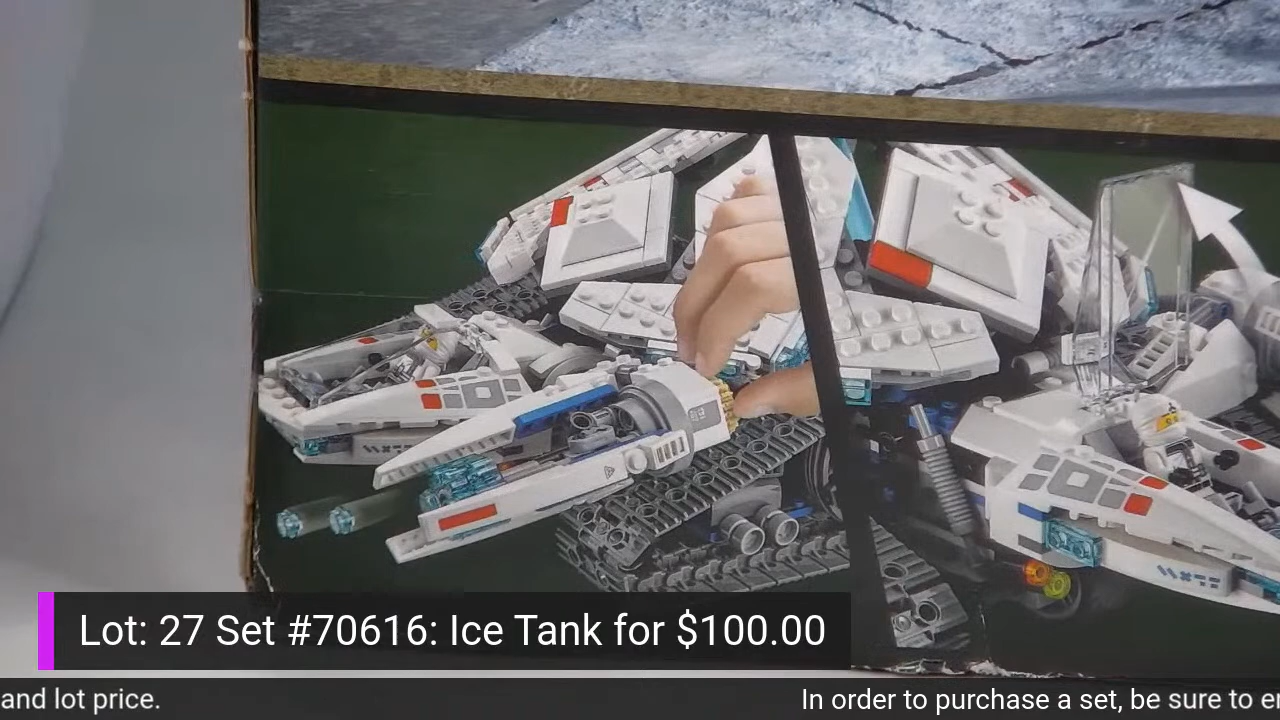 Lot: 27 Set #70616: Ice Tank for $100.00
and lot price.
In order to purchase a set, be sure to